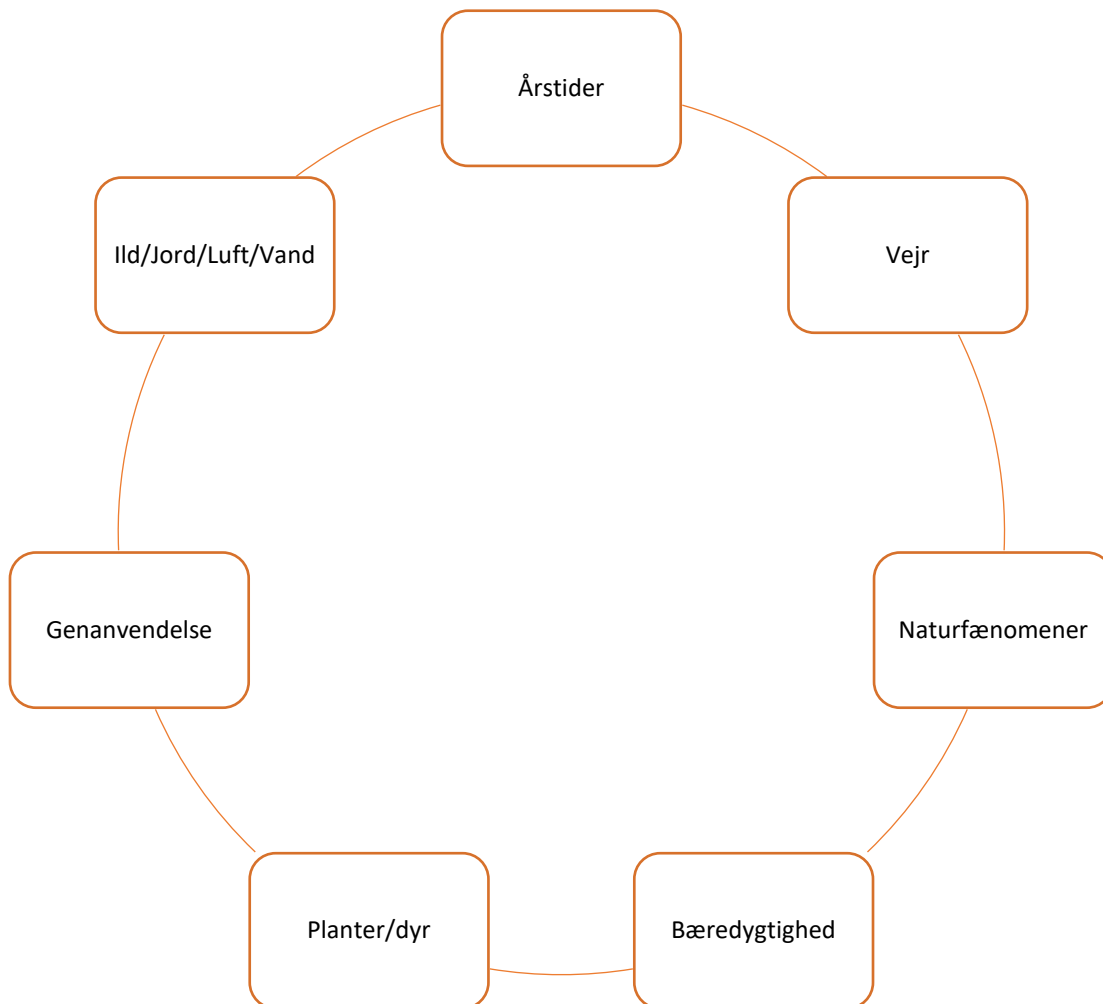 Årstider
Vejr
Naturfænomener
Bæredygtighed
Planter/dyr
Genanvendelse
Ild/Jord/Luft/Vand